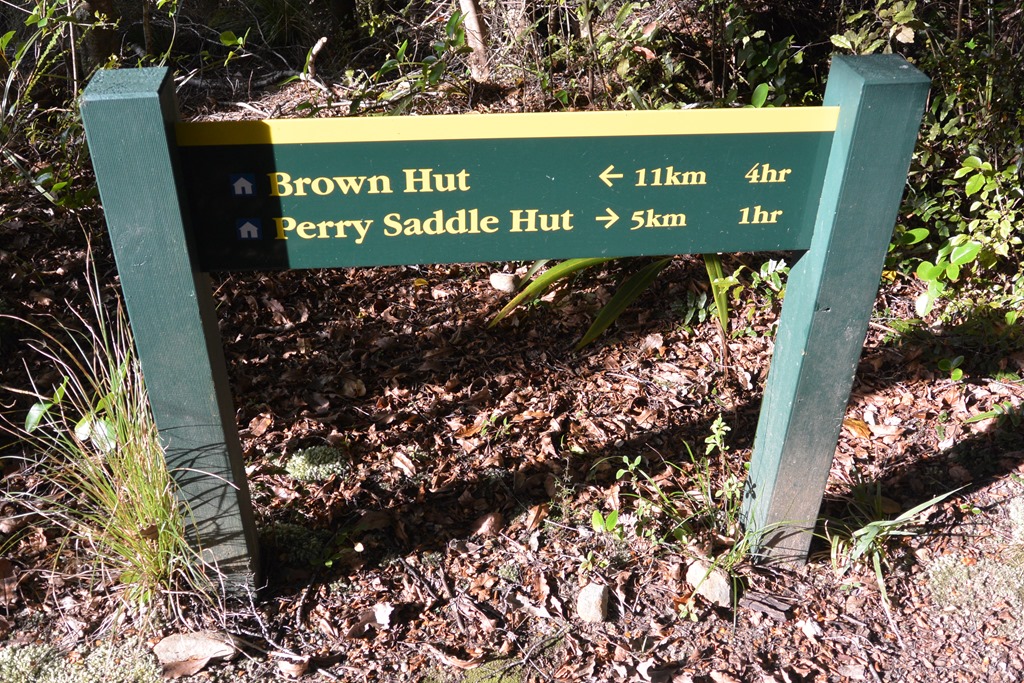 Brown Hut ← 11km 4hr
Perry Saddle Hut → 5km 1hr